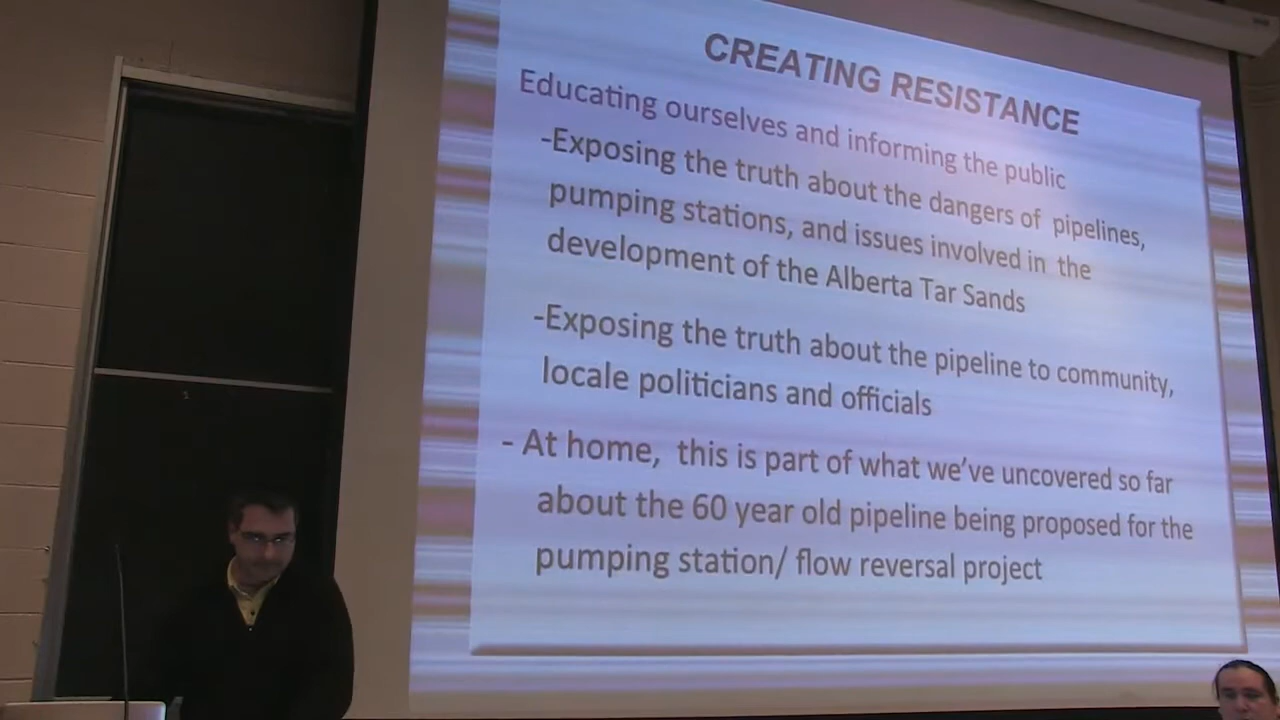 CREATING RESISTANCE
Educating ourselves and informing the public
-Exposing the truth about the dangers of pipelines,
pumping stations, and issues involved in the
development of the Alberta Tar Sands
-Exposing the truth about the pipeline to community,
locale politicians and officials
- At home, this is part of what we've uncovered so far
about the 60 year old pipeline being proposed for the
pumping station/ flow reversal project